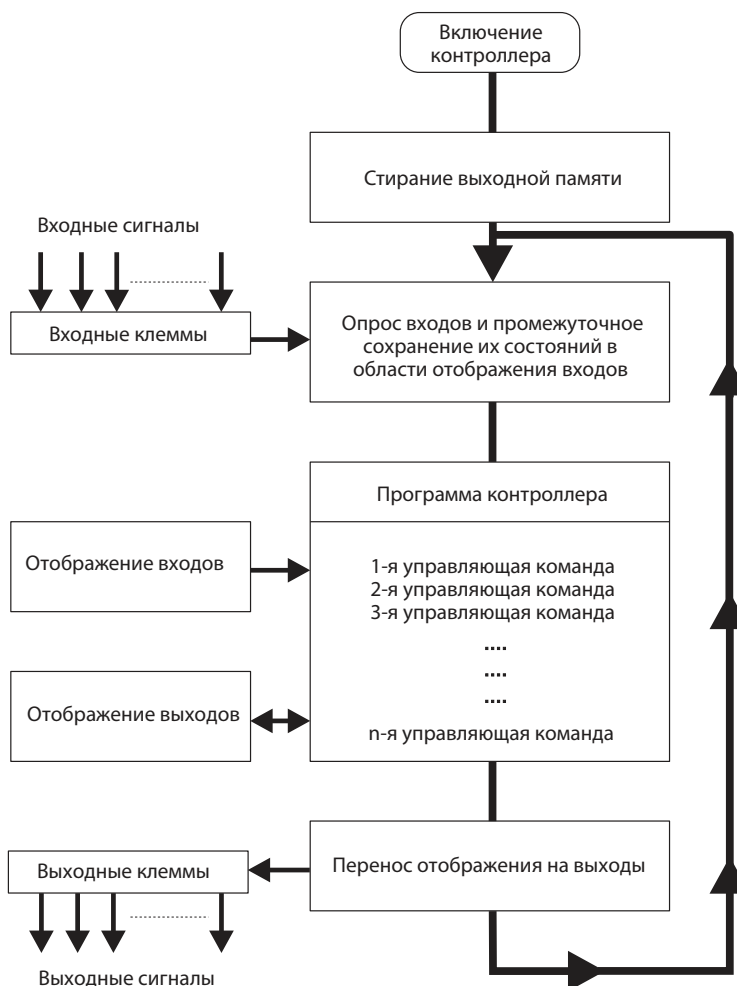 Включение
контроллера
Стирание выходной памяти
Входные сигналы
Входные клеммы
Опрос входов и промежуточное
сохранение их состояний в
области отображения входов
Программа контроллера
Отображение входов
1-я управляющая команда
2-я управляющая команда
3-я управляющая команда
....
....
....
Отображение выходов
n-я управляющая команда
Выходные клеммы
Перенос отображения на выходы
Выходные сигналы